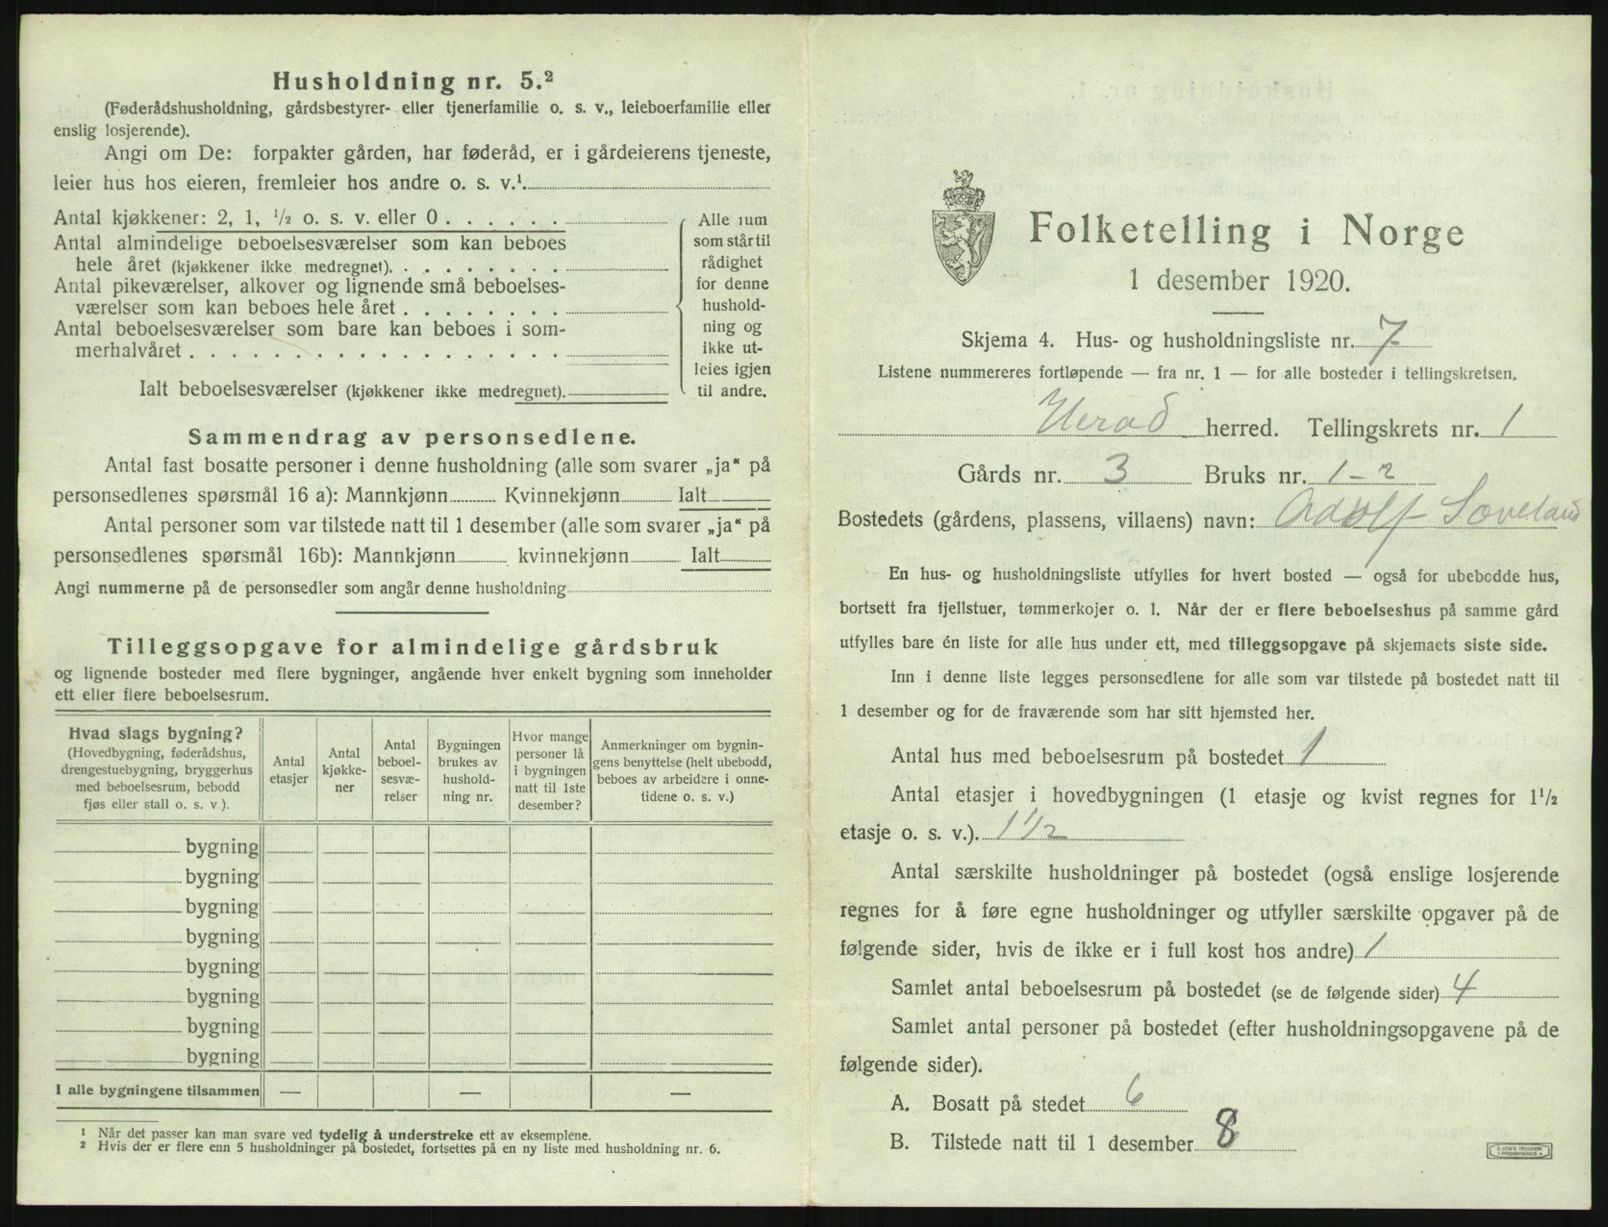 Husholdning nr. 5.²
(Føderådshusholdning, gårdsbestyrer- eller tjenerfamilie o. s. v., leieboerfamilie eller
enslig losjerende).
Angi om De: forpakter gården, har føderåd, er i gårdeierens tjeneste,
leier hus hos eieren, fremleier hos andre o. s. v.¹
Antal kjøkkener: 2, 1, ½ o. s. v. eller 0
Antal almindelige beboelsesværelser som kan beboes
hele året (kjøkkener ikke medregnet).
Antal pikeværelser, alkover og lignende små beboelses-
værelser som kan beboes hele året
Antal beboelsesværelser som bare kan beboes i som-
merhalvåret
Ialt beboelsesværelser (kjøkkener ikke medregnet).
Alle rum
som står til
rådighet
for denne
hushold-
ning og
ikke ut-
leies igjen
til andre.
Sammendrag av personsedlene.
Antal fast bosatte personer i denne husholdning (alle som svarer „ja“ på
personsedlenes spørsmål 16 a): Mannkjønn Kvinnekjønn Ialt
Antal personer som var tilstede natt til 1 desember (alle som svarer „ja“ på
personsedlenes spørsmål 16b): Mannkjønn kvinnekjønn Ialt
Angi nummerne på de personsedler som angår denne husholdning
Tilleggsopgave for almindelige gårdsbruk
og lignende bosteder med flere bygninger, angående hver enkelt bygning som inneholder
ett eller flere beboelsesrum.
Hvad slags bygning?
(Hovedbygning, føderådshus,
drengestuebygning, bryggerhus
med beboelsesrum, bebodd
fjøs eller stall o. s. v.).
Antal
etasjer
Antal
kjøkke-
ner
Antal
beboel-
sesvæ-
relser
Bygningen
brukes av
hushold-
ning nr.
Hvor mange
personer lå
i bygningen
natt til 1ste
desember?
Anmerkninger om bygnin-
gens benyttelse (helt ubebodd,
beboes av arbeidere i onne-
tidene o. s. v.)
bygning
bygning
bygning
bygning
bygning
bygning
bygning
bygning
I alle bygningene tilsammen — — —
¹ Når det passer kan man svare ved tydelig å understreke ett av eksemplene.
² Hvis der er flere enn 5 husholdninger på bostedet, fortsettes på en ny liste med husholdning nr. 6.
Folketelling i Norge
1 desember 1920.
Skjema 4. Hus- og husholdningsliste nr. 7
Listene nummereres fortløpende — fra nr. 1 — for alle bosteder i tellingskretsen.
Herad herred. Tellingskrets nr. 1
Gårds nr. 3 Bruks nr. 1-2
Bostedets (gårdens, plassens, villaens) navn: Adolf Søveland
En hus- og husholdningsliste utfylles for hvert bosted — også for ubebodde hus,
bortsett fra fjellstuer, tømmerkojer o. l. Når der er flere beboelseshus på samme gård
utfylles bare én liste for alle hus under ett, med tilleggsopgave på skjemaets siste side.
Inn i denne liste legges personsedlene for alle som var tilstede på bostedet natt til
1 desember og for de fraværende som har sitt hjemsted her.
Antal hus med beboelsesrum på bostedet 1
Antal etasjer i hovedbygningen (1 etasje og kvist regnes for 1½
etasje o. s. v.). 1½
Antal særskilte husholdninger på bostedet (også enslige losjerende
regnes for å føre egne husholdninger og utfyller særskilte opgaver på de
følgende sider, hvis de ikke er i full kost hos andre) 1
Samlet antal beboelsesrum på bostedet (se de følgende sider) 4
Samlet antal personer på bostedet (efter husholdningsopgavene på de
følgende sider).
A. Bosatt på stedet 6
B. Tilstede natt til 1 desember 8